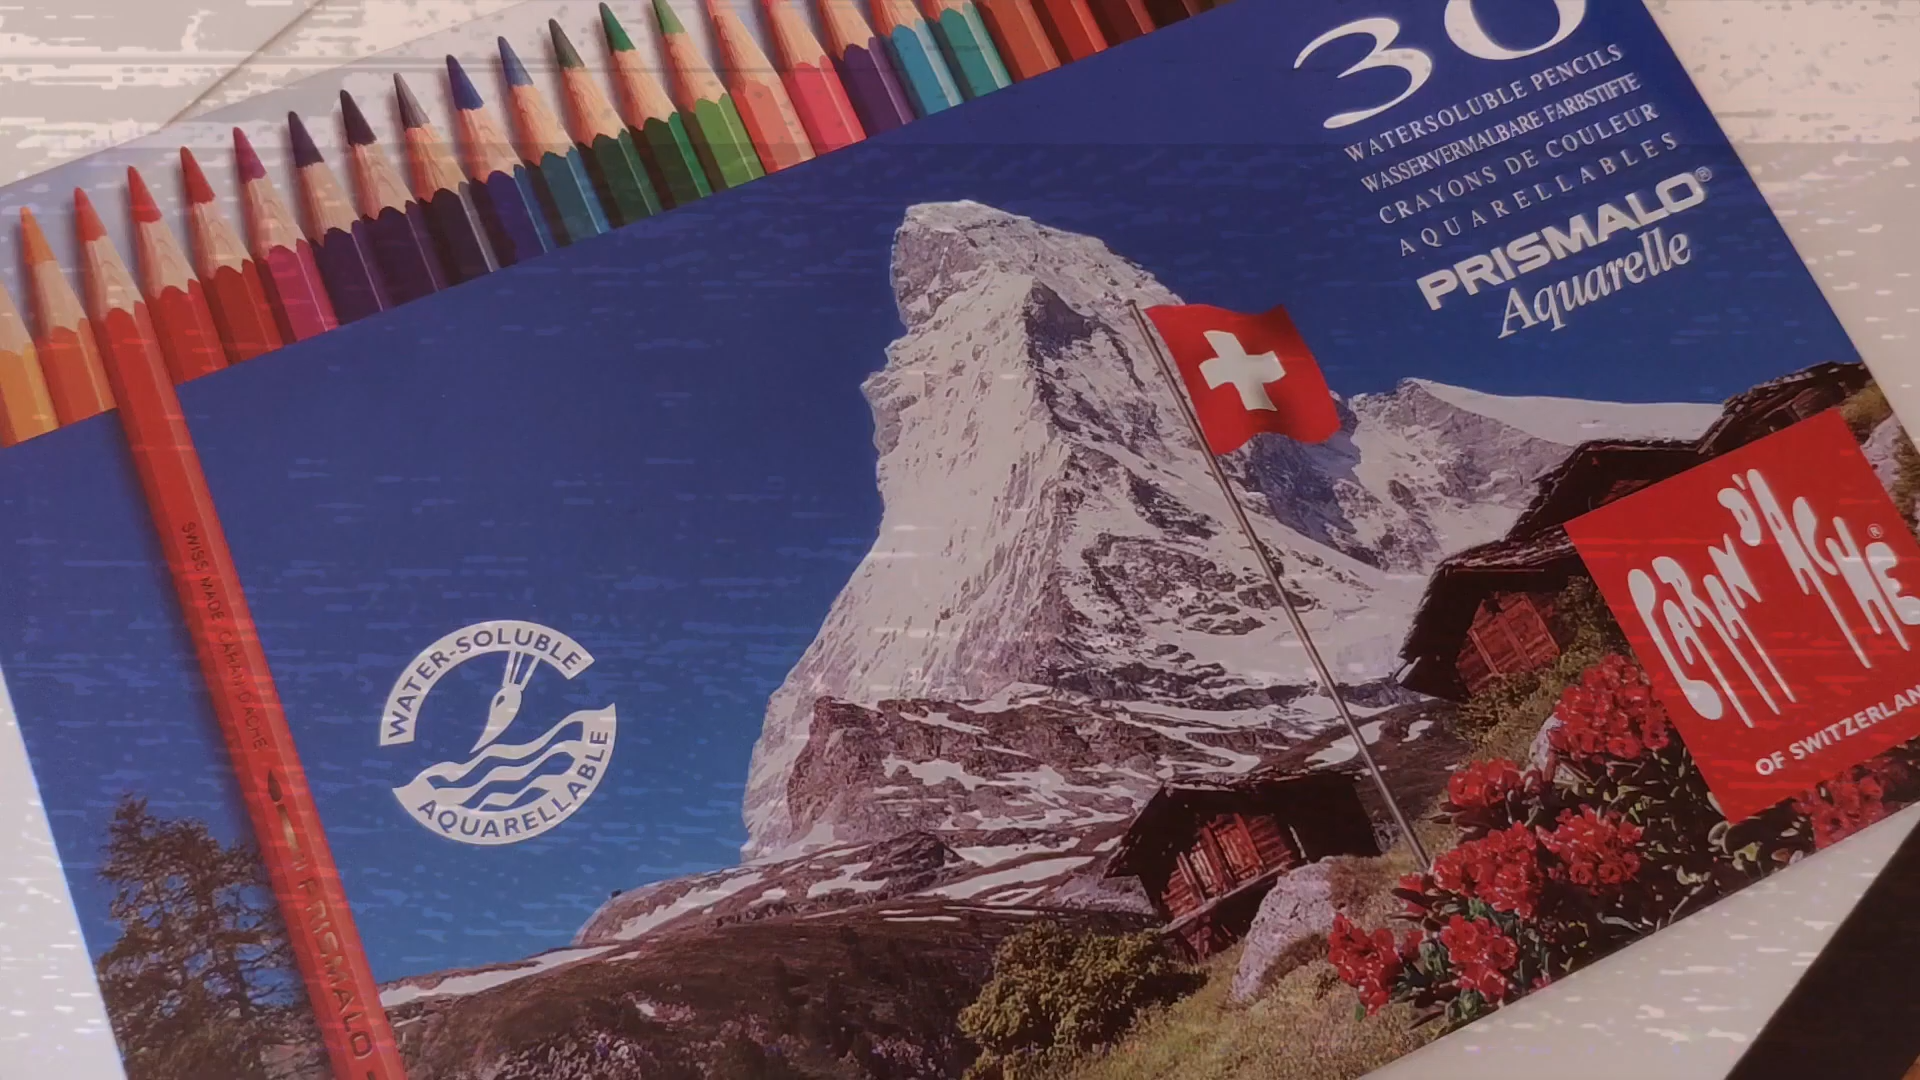 30
WATERSOLUBLE PENCILS
WASSERVERMALBARE FARBSTIFTE
CRAYONS DE COULEUR
AQUARELLABLES
PRISMALO®
Aquarelle
CARAN D'ACHE®
OF SWITZERLAND
WATER-SOLUBLE
AQUARELLABLE
SWISS MADE CARAN D'ACHE
PRISMALO